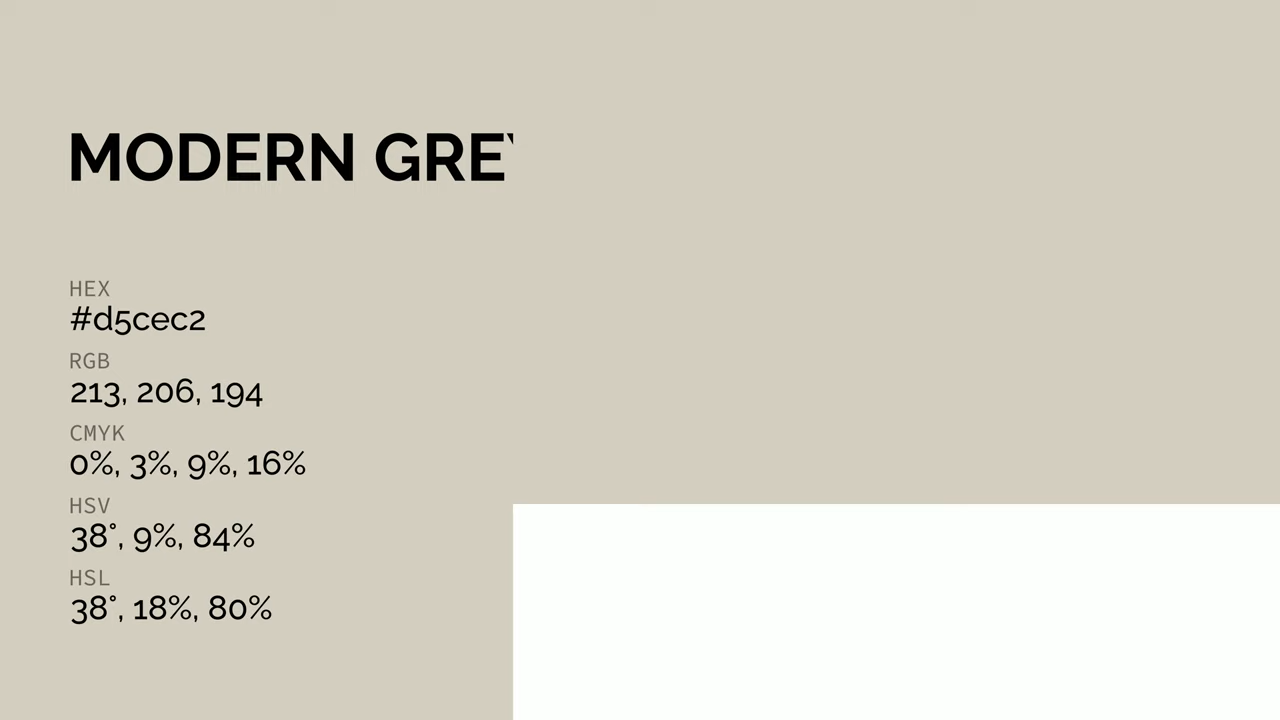 MODERN GREY
HEX
#d5cec2
RGB
213, 206, 194
CMYK
0%, 3%, 9%, 16%
HSV
38°, 9%, 84%
HSL
38°, 18%, 80%